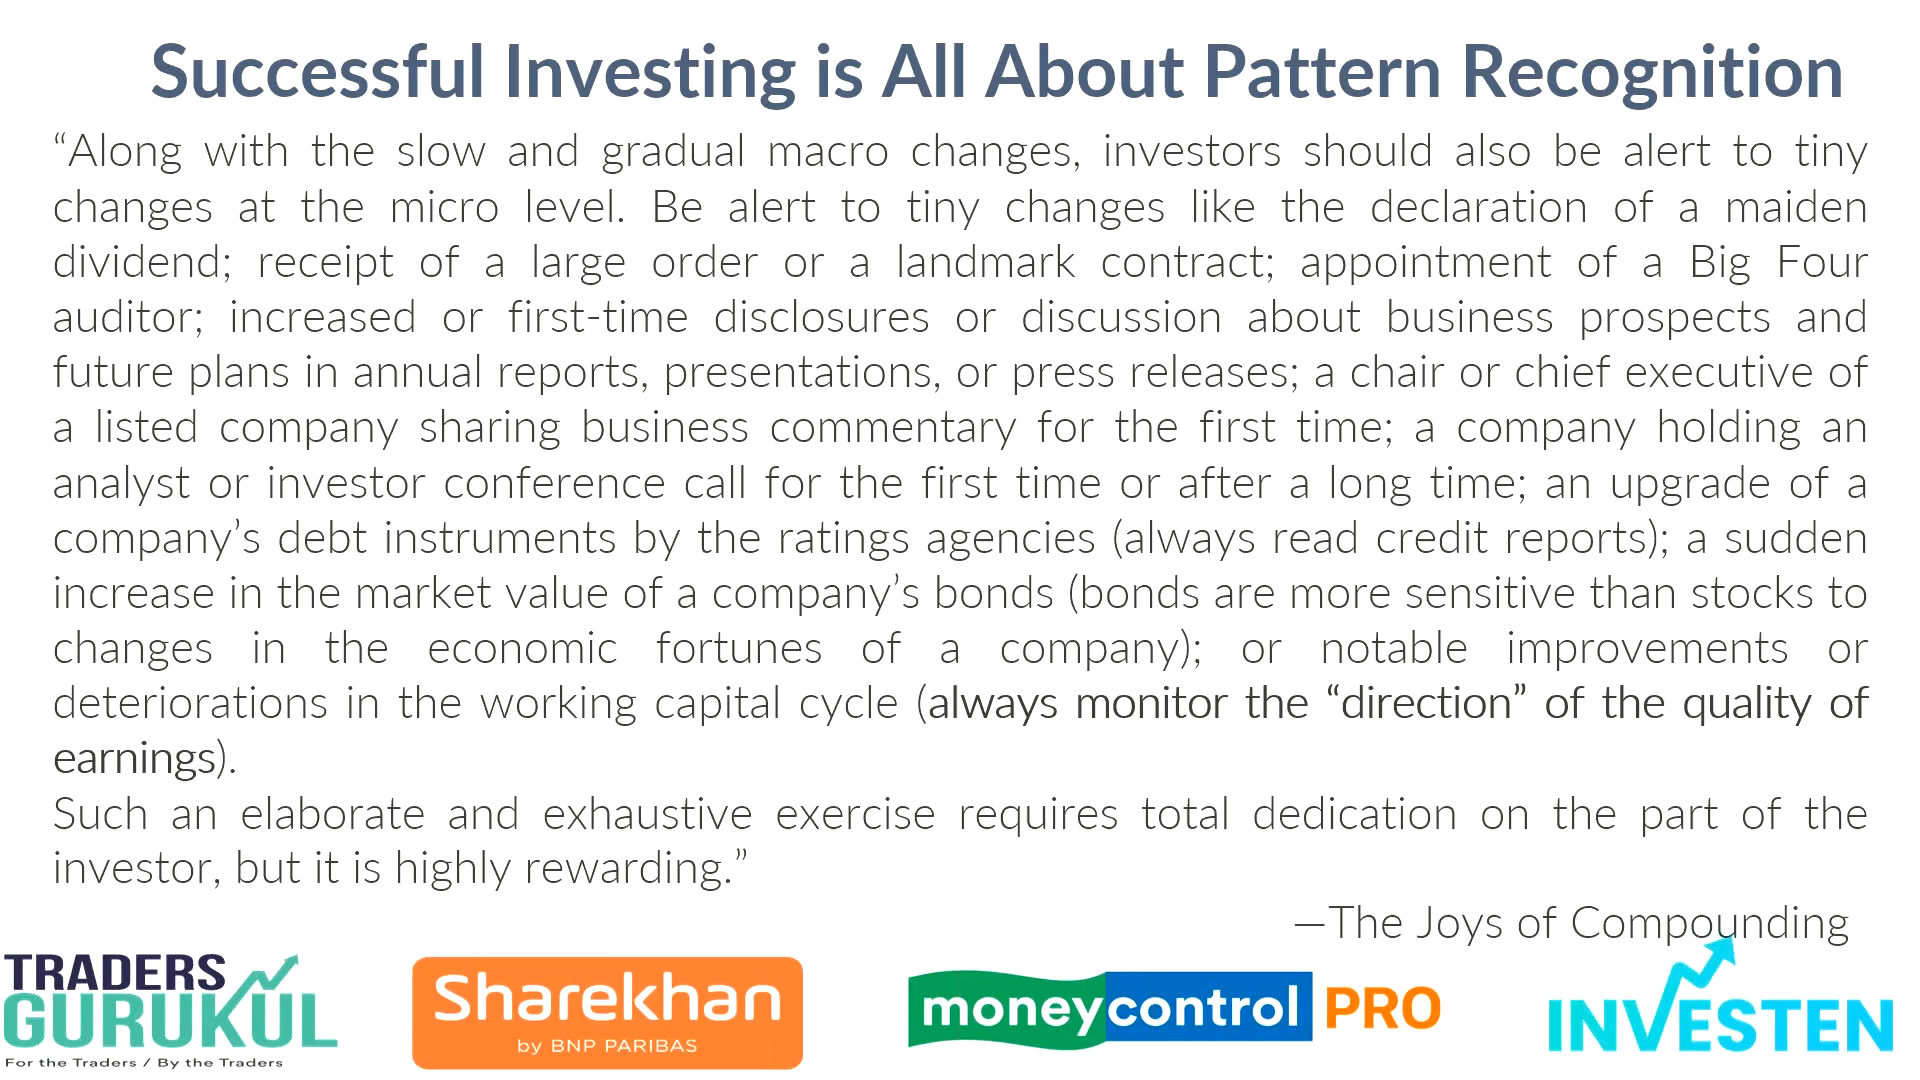 Successful Investing is All About Pattern Recognition
“Along with the slow and gradual macro changes, investors should also be alert to tiny
changes at the micro level. Be alert to tiny changes like the declaration of a maiden
dividend; receipt of a large order or a landmark contract; appointment of a Big Four
auditor; increased or first-time disclosures or discussion about business prospects and
future plans in annual reports, presentations, or press releases; a chair or chief executive of
a listed company sharing business commentary for the first time; a company holding an
analyst or investor conference call for the first time or after a long time; an upgrade of a
company’s debt instruments by the ratings agencies (always read credit reports); a sudden
increase in the market value of a company’s bonds (bonds are more sensitive than stocks to
changes in the economic fortunes of a company); or notable improvements or
deteriorations in the working capital cycle (always monitor the “direction” of the quality of
earnings).
Such an elaborate and exhaustive exercise requires total dedication on the part of the
investor, but it is highly rewarding.”
—The Joys of Compounding
TRADERS
GURUKUL
For the Traders / By the Traders
Sharekhan
by BNP PARIBAS
moneycontrol PRO
INVESTEN